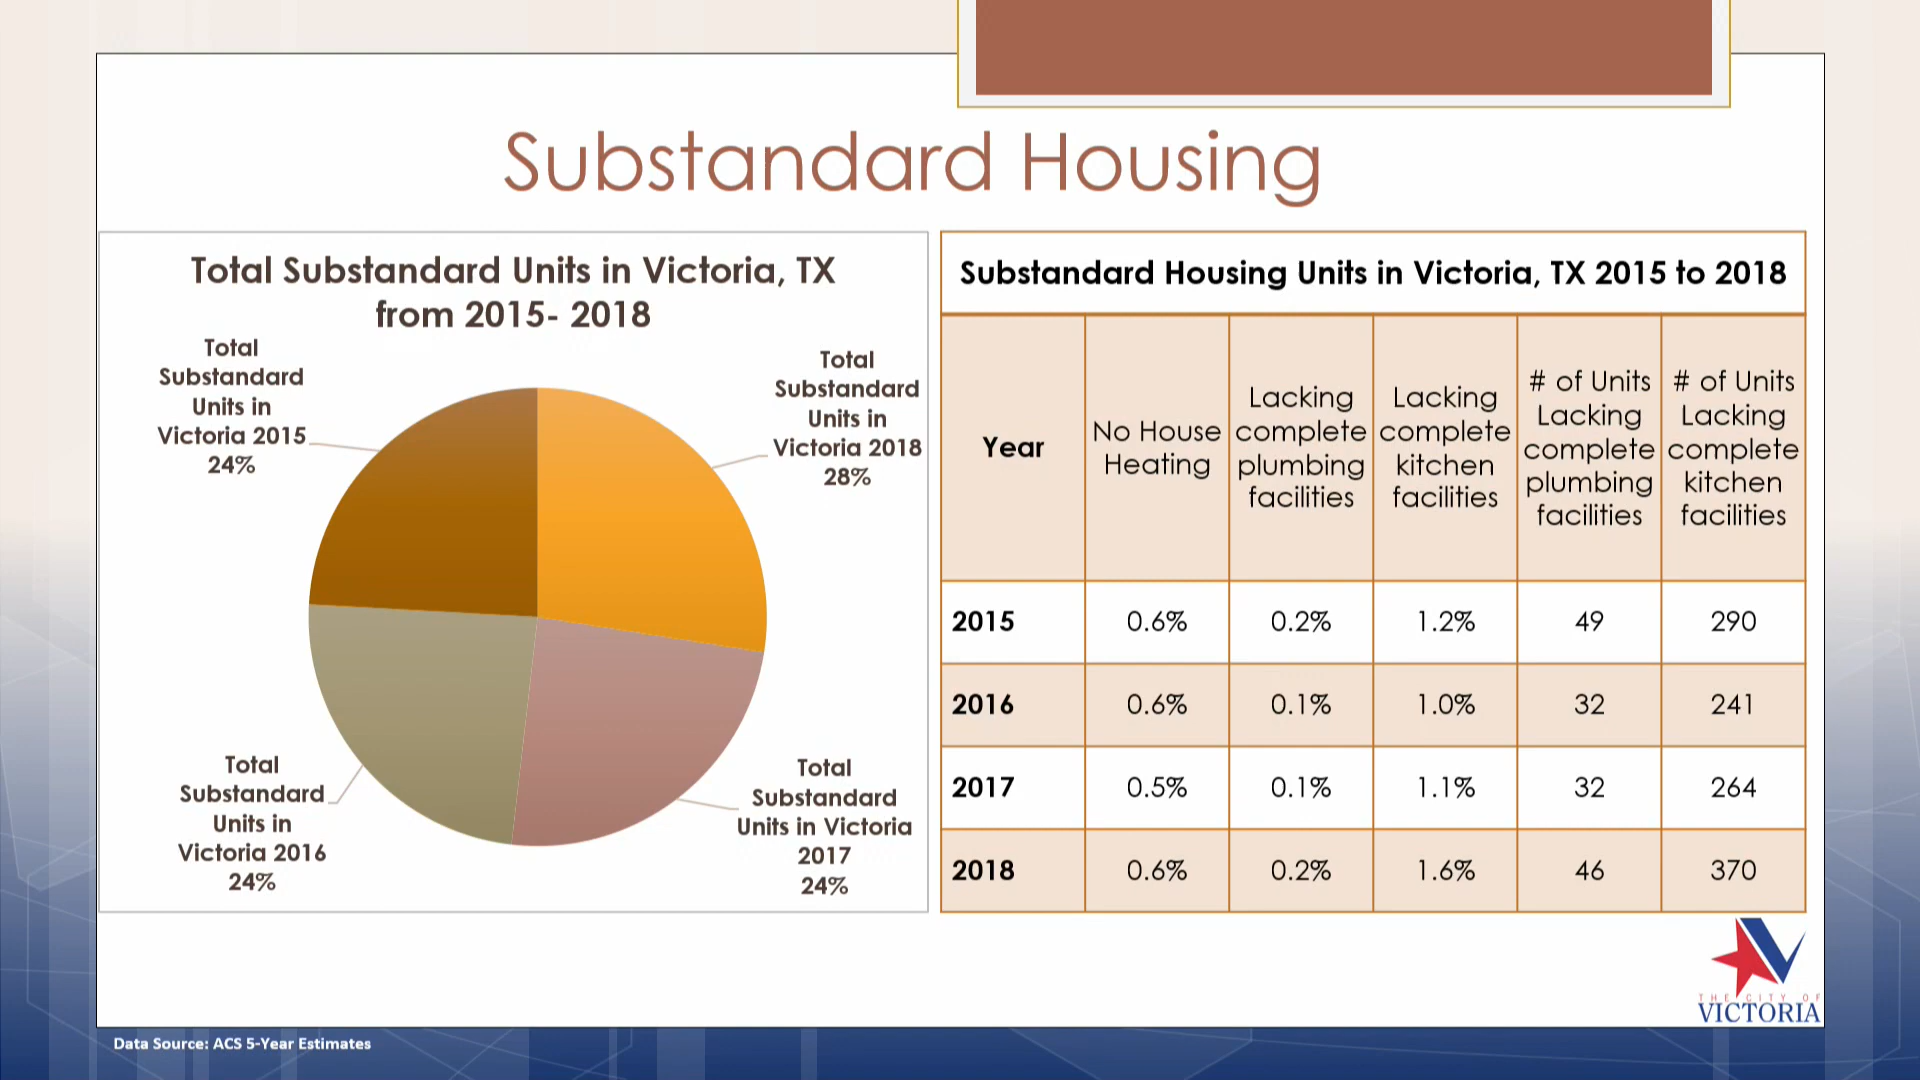 Substandard Housing
Total Substandard Units in Victoria, TX
from 2015- 2018
Total
Substandard
Units in
Victoria 2015
24%
Total
Substandard
Units in
Victoria 2018
28%
Total
Substandard
Units in
Victoria 2016
24%
Total
Substandard
Units in Victoria
2017
24%
Substandard Housing Units in Victoria, TX 2015 to 2018
Year
No House
Heating
Lacking
complete
plumbing
facilities
Lacking
complete
kitchen
facilities
# of Units
Lacking
complete
plumbing
facilities
# of Units
Lacking
complete
kitchen
facilities
2015 0.6% 0.2% 1.2% 49 290
2016 0.6% 0.1% 1.0% 32 241
2017 0.5% 0.1% 1.1% 32 264
2018 0.6% 0.2% 1.6% 46 370
THE CITY OF
VICTORIA
Data Source: ACS 5-Year Estimates